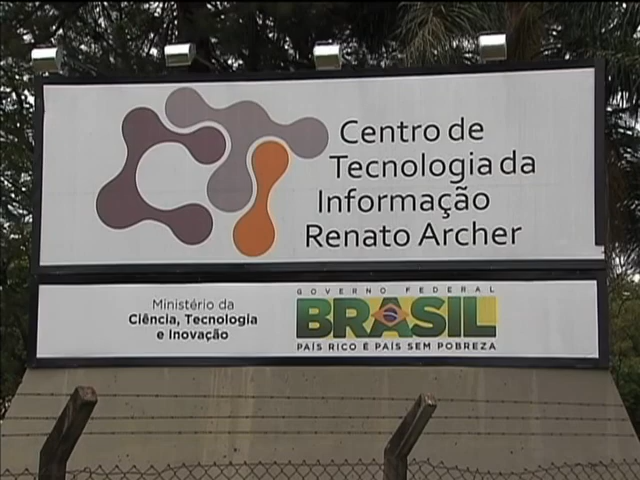 Centro de
Tecnologia da
Informação
Renato Archer
Ministério da
Ciência, Tecnologia
e Inovação
GOVERNO FEDERAL
BRASIL
PAÍS RICO É PAÍS SEM POBREZA